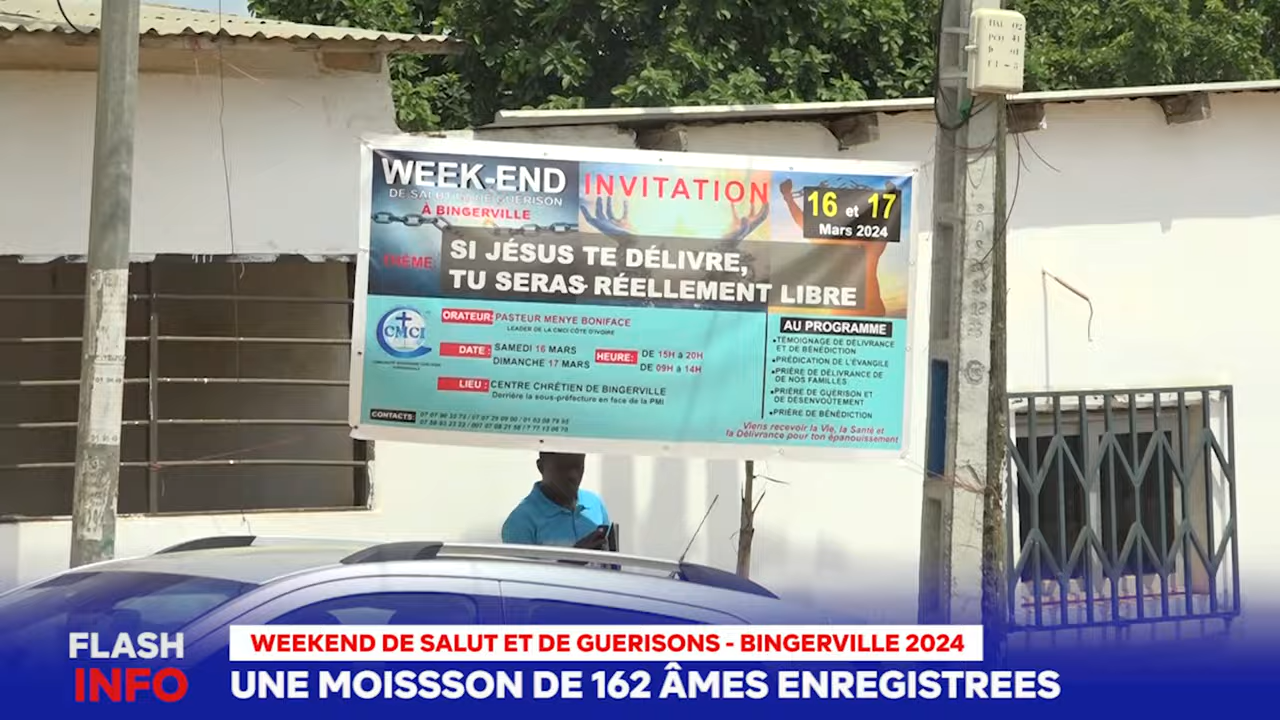 WEEK-END
DE SALUT ET DE GUÉRISON
À BINGERVILLE
INVITATION
16 et 17
Mars 2024
THÈME
SI JÉSUS TE DÉLIVRE,
TU SERAS RÉELLEMENT LIBRE
CMCI
ORATEUR: PASTEUR MENYE BONIFACE
LEADER DE LA CMCI CÔTE D'IVOIRE
DATE: SAMEDI 16 MARS
DIMANCHE 17 MARS
HEURE: DE 15H à 20H
DE 09H à 14H
LIEU: CENTRE CHRÉTIEN DE BINGERVILLE
Derrière la sous-préfecture en face de la PMI
CONTACTS:
AU PROGRAMME
•TÉMOIGNAGE DE DÉLIVRANCE
ET DE BÉNÉDICTION
•PRÉDICATION DE L'ÉVANGILE
•PRIÈRE DE DÉLIVRANCE DE
DE NOS FAMILLES
•PRIÈRE DE GUÉRISON ET
DE DESENVOÛTEMENT
•PRIÈRE DE BÉNÉDICTION
Viens recevoir la Vie, la Santé et
la Délivrance pour ton épanouissement
FLASH
INFO
WEEKEND DE SALUT ET DE GUERISONS - BINGERVILLE 2024
UNE MOISSSON DE 162 ÂMES ENREGISTREES